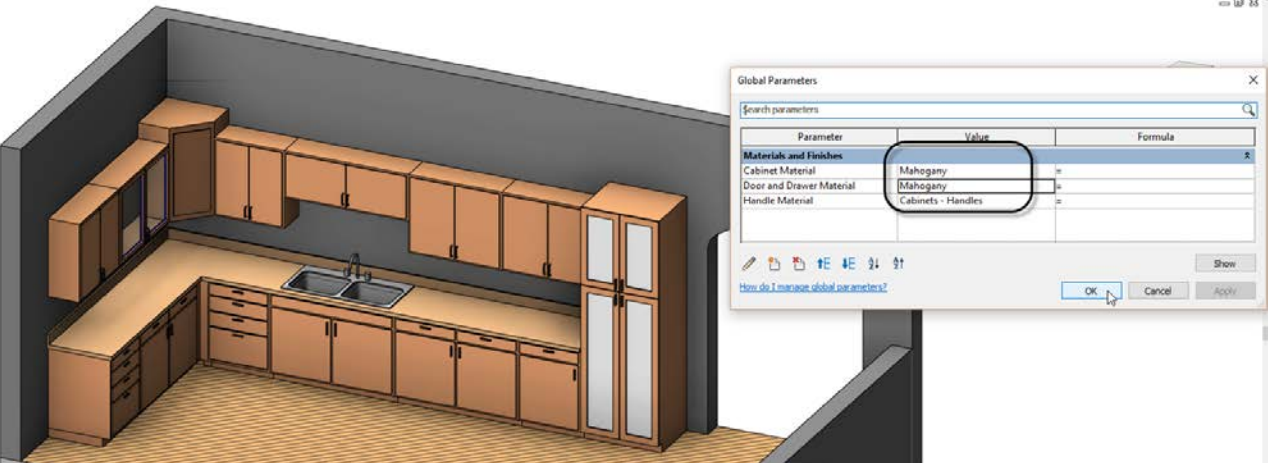 Global Parameters
Search parameters
Parameter Value Formula
Materials and Finishes
Cabinet Material Mahogany =
Door and Drawer Material Mahogany =
Handle Material Cabinets - Handles =
Show
How do I manage global parameters?
OK Cancel Apply